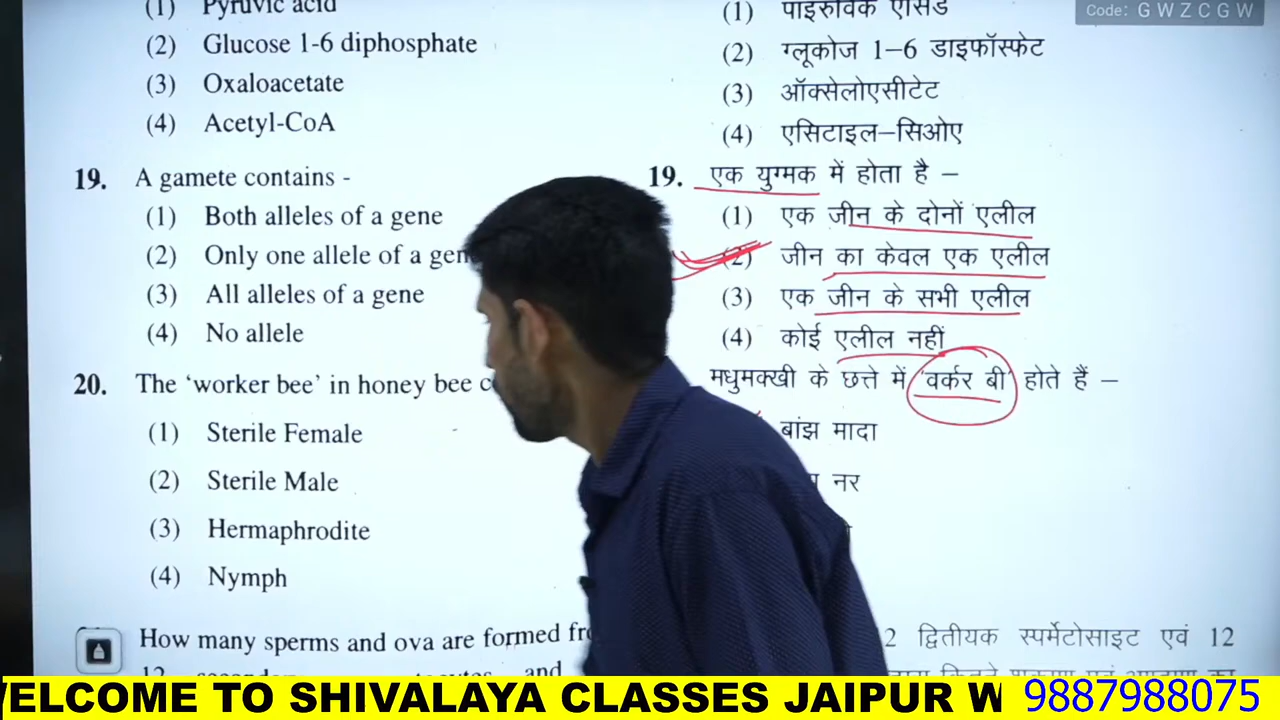 (1) Pyruvic acid
(2) Glucose 1-6 diphosphate
(3) Oxaloacetate
(4) Acetyl-CoA
19. A gamete contains -
(1) Both alleles of a gene
(2) Only one allele of a gen
(3) All alleles of a gene
(4) No allele
20. The ‘worker bee’ in honey bee
(1) Sterile Female
(2) Sterile Male
(3) Hermaphrodite
(4) Nymph
How many sperms and ova are formed
12 secondary and
(1) पाइरुविक एसिड
(2) ग्लूकोज 1–6 डाइफॉस्फेट
(3) ऑक्सेलोएसीटेट
(4) एसिटाइल–सिओए
19. एक युग्मक में होता है –
(1) एक जीन के दोनों एलील
(2) जीन का केवल एक एलील
(3) एक जीन के सभी एलील
(4) कोई एलील नहीं
मधुमक्खी के छत्ते में ‘वर्कर बी’ होते हैं –
बांझ मादा
नर
2 द्वितीयक स्पर्मेटोसाइट एवं 12
Code: G W Z C G W
ELCOME TO SHIVALAYA CLASSES JAIPUR W 9887988075